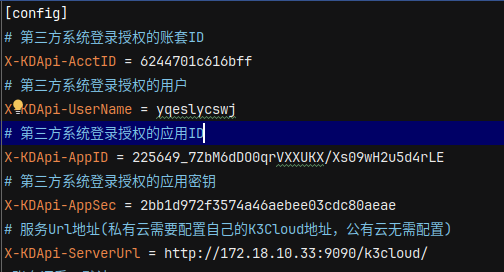 [config]
# 第三方系统登录授权的账套ID
X-KDApi-AcctID = 6244701c616bff
# 第三方系统登录授权的用户
X-KDApi-UserName = yqeslycswj
# 第三方系统登录授权的应用ID
X-KDApi-AppID = 225649_7ZbM6dDO0qrVXXUKX/Xs09wH2u5d4rLE
# 第三方系统登录授权的应用密钥
X-KDApi-AppSec = 2bb1d972f3574a46aebee03cdc80aeae
# 服务Url地址(私有云需要配置自己的K3Cloud地址，公有云无需配置)
X-KDApi-ServerUrl = http://172.18.10.33:9090/k3cloud/